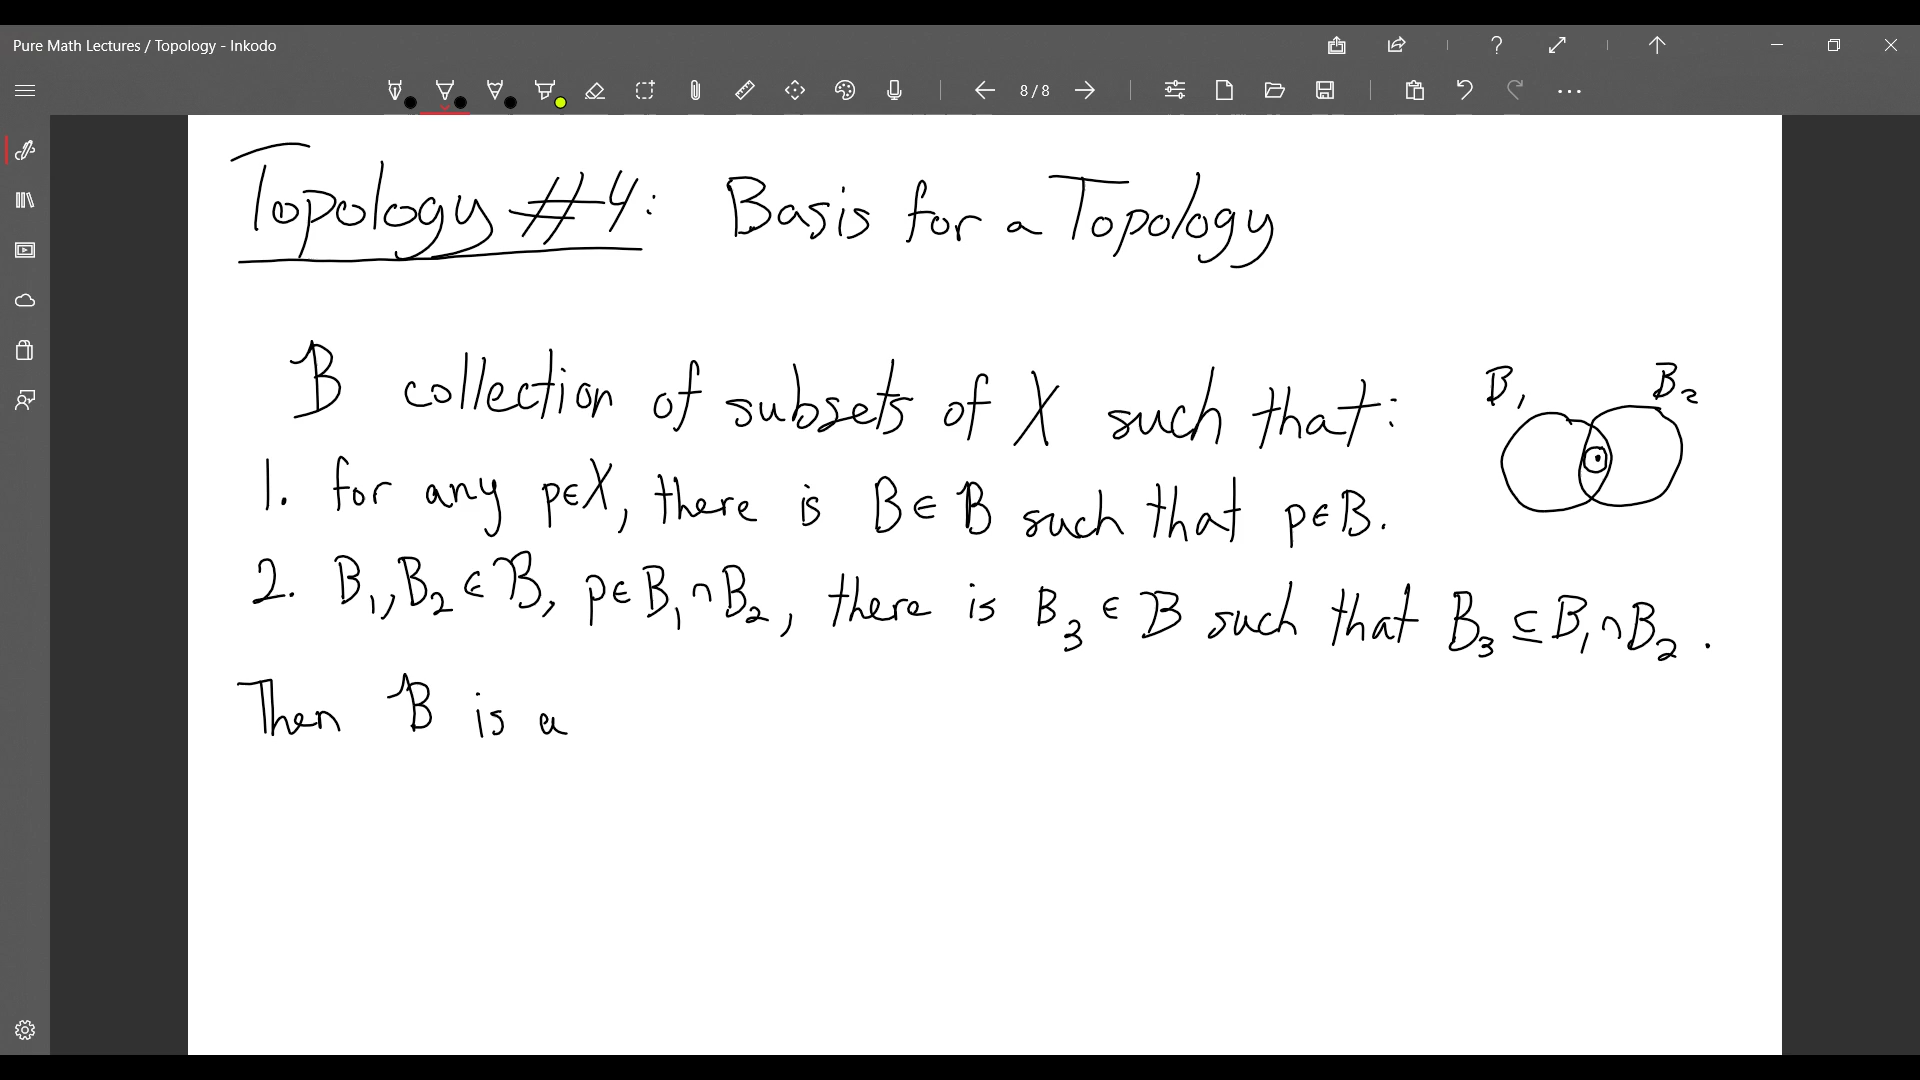 Pure Math Lectures / Topology - Inkodo
8 / 8
Topology #4: Basis for a Topology
B₁ B₂
ℬ collection of subsets of X such that:
1. for any p∈X, there is B∈ℬ such that p∈B.
2. B₁,B₂∈ℬ, p∈B₁∩B₂, there is B₃∈ℬ such that B₃⊆B₁∩B₂.
Then ℬ is a